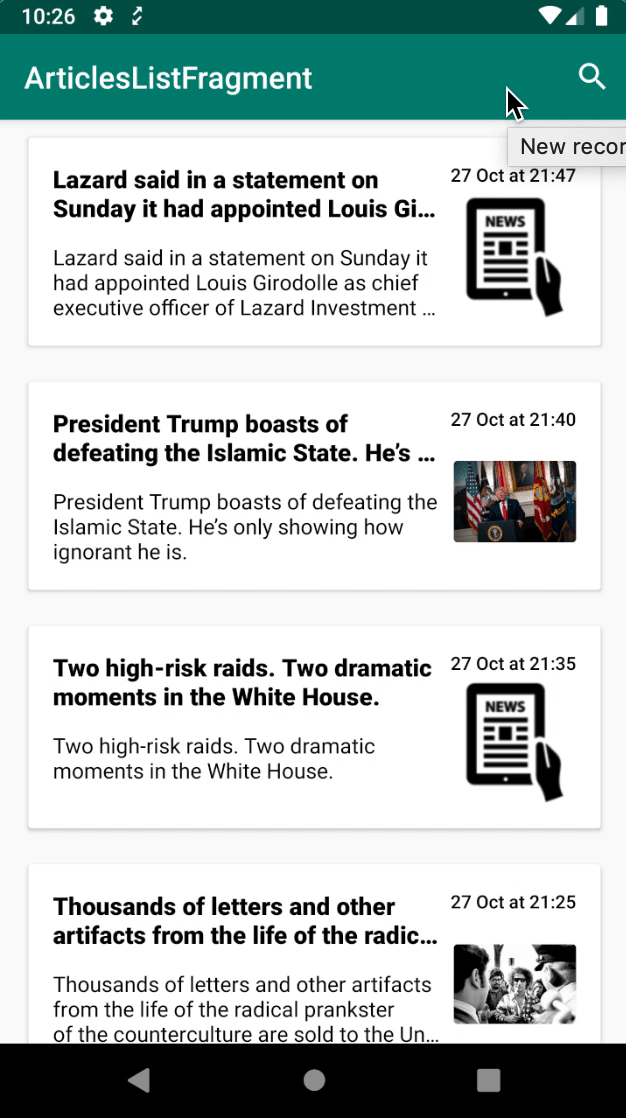 10:26
ArticlesListFragment
New recor
Lazard said in a statement on
Sunday it had appointed Louis Gi...
27 Oct at 21:47
NEWS
Lazard said in a statement on Sunday it
had appointed Louis Girodolle as chief
executive officer of Lazard Investment ...
President Trump boasts of
defeating the Islamic State. He’s ...
27 Oct at 21:40
President Trump boasts of defeating the
Islamic State. He’s only showing how
ignorant he is.
Two high-risk raids. Two dramatic
moments in the White House.
27 Oct at 21:35
NEWS
Two high-risk raids. Two dramatic
moments in the White House.
Thousands of letters and other
artifacts from the life of the radic...
27 Oct at 21:25
Thousands of letters and other artifacts
from the life of the radical prankster
of the counterculture are sold to the Un...